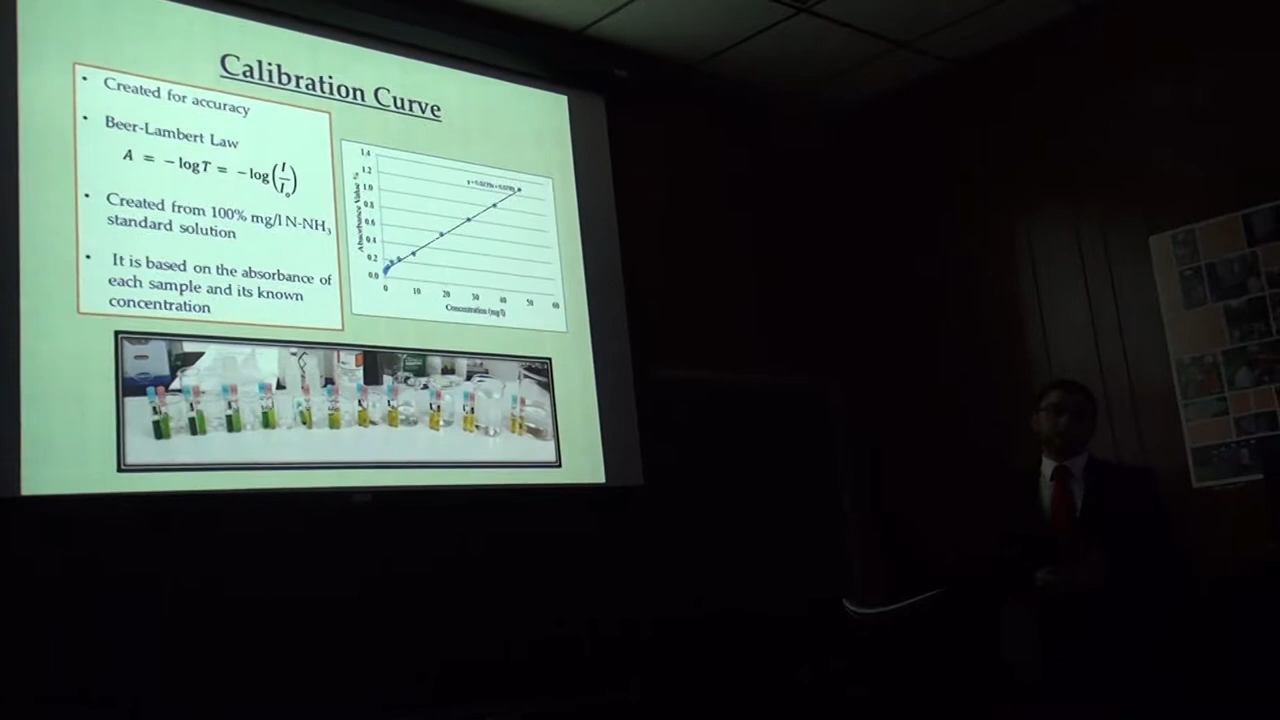 Calibration Curve
• Created for accuracy
• Beer-Lambert Law
A = −log T = −log(I/I₀)
• Created from 100% mg/l N-NH₃
standard solution
• It is based on the absorbance of
each sample and its known
concentration
Absorbance Value %
1.4
1.2
1.0
0.8
0.6
0.4
0.2
0.0
0 10 20 30 40 50 60
Concentration (mg/l)